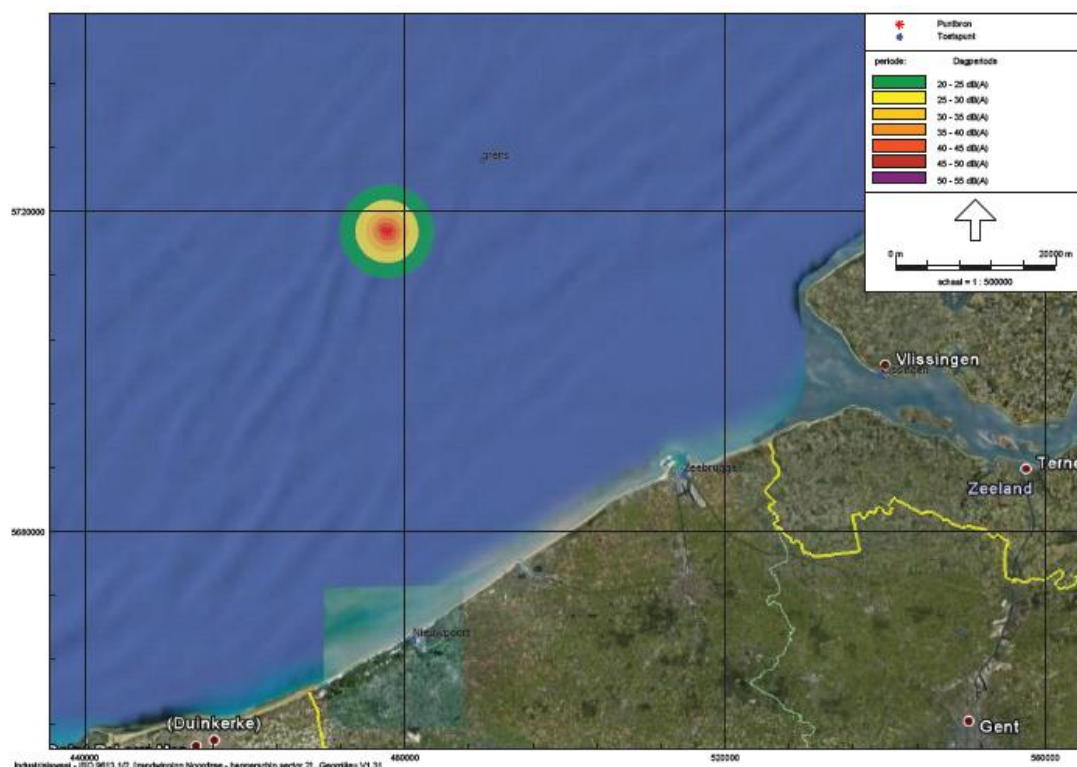 Puntbron
Toetspunt
periode: Dagperiode
20 - 25 dB(A)
25 - 30 dB(A)
30 - 35 dB(A)
35 - 40 dB(A)
40 - 45 dB(A)
45 - 50 dB(A)
50 - 55 dB(A)
0 m 20000 m
schaal = 1 : 500000
grens
5720000
Vlissingen
Zeebrugge
Terne
Zeeland
5680000
Nieuwpoort
(Duinkerke)
Gent
440000 480000 520000 560000